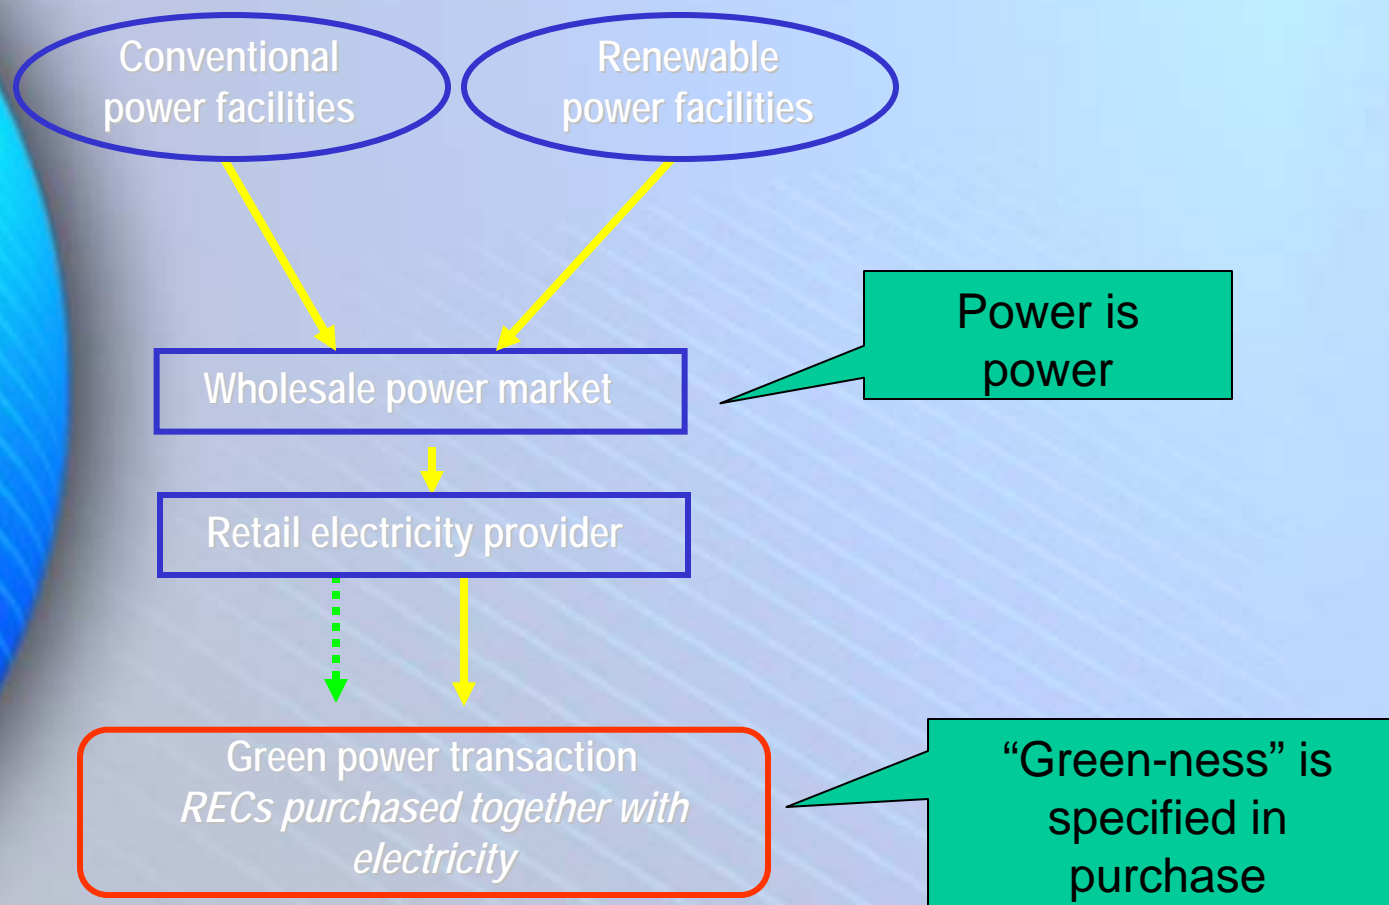 Conventional
power facilities
Renewable
power facilities
Power is
power
Wholesale power market
Retail electricity provider
Green power transaction
RECs purchased together with
electricity
“Green-ness” is
specified in
purchase